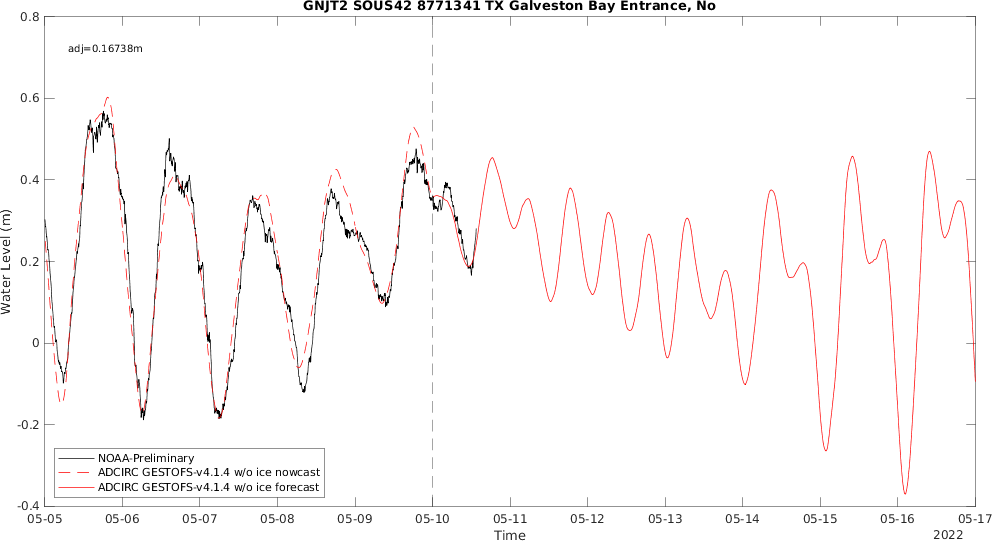 GNJT2 SOUS42 8771341 TX Galveston Bay Entrance, No
adj=0.16738m
Water Level (m)
0.8
0.6
0.4
0.2
0
-0.2
-0.4
NOAA-Preliminary
ADCIRC GESTOFS-v4.1.4 w/o ice nowcast
ADCIRC GESTOFS-v4.1.4 w/o ice forecast
05-05 05-06 05-07 05-08 05-09 05-10 05-11 05-12 05-13 05-14 05-15 05-16 05-17
Time
2022